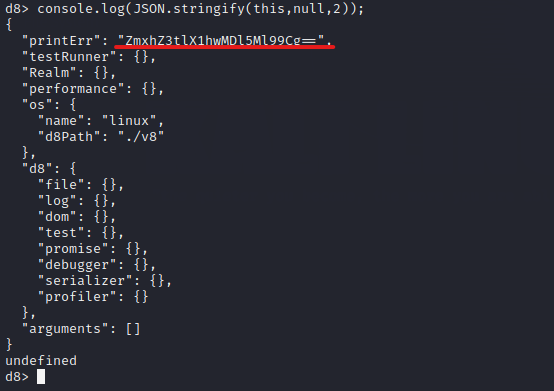 d8> console.log(JSON.stringify(this,null,2));
{
  "printErr": "ZmxhZ3tlX1hwMDl5Ml99Cg==",
  "testRunner": {},
  "Realm": {},
  "performance": {},
  "os": {
    "name": "linux",
    "d8Path": "./v8"
  },
  "d8": {
    "file": {},
    "log": {},
    "dom": {},
    "test": {},
    "promise": {},
    "debugger": {},
    "serializer": {},
    "profiler": {}
  },
  "arguments": []
}
undefined
d8>